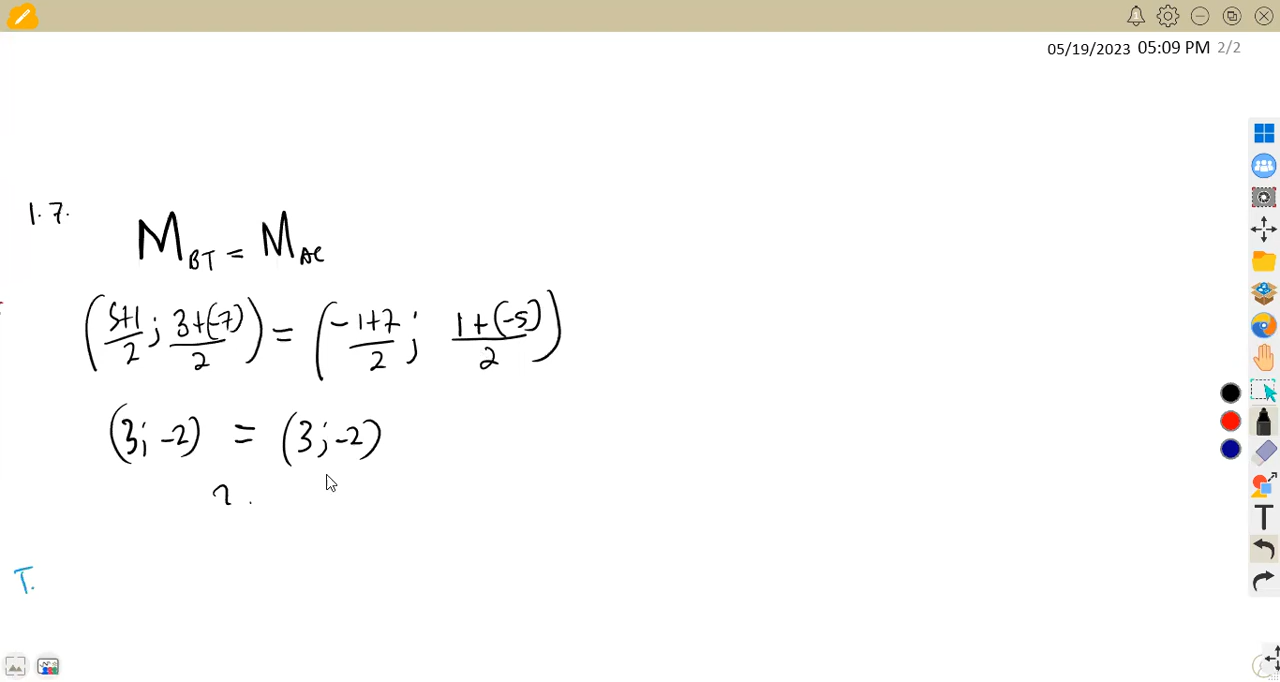 05/19/2023 05:09 PM 2/2
1.7.
M_BT = M_AC
(5+1/2 ; 3+(-7)/2) = (-1+7/2 ; 1+(-5)/2)
(3; -2) = (3; -2)
T.
T